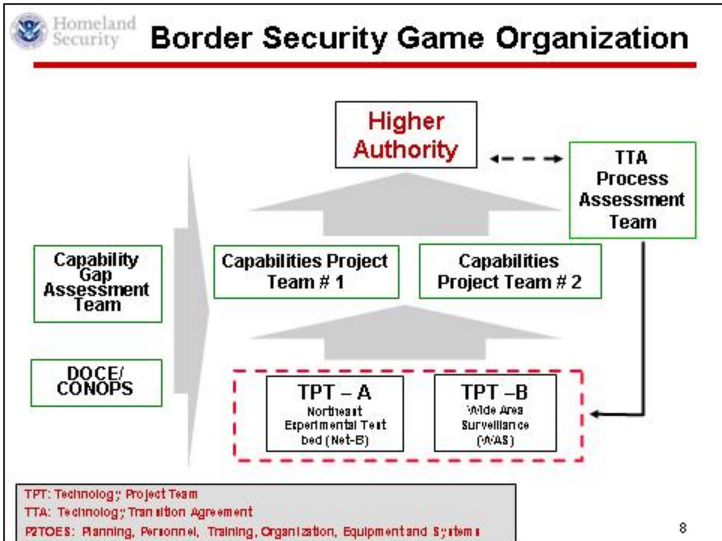 Homeland
Security
Border Security Game Organization
Higher
Authority
TTA
Process
Assessment
Team
Capability
Gap
Assessment
Team
Capabilities Project
Team # 1
Capabilities
Project Team # 2
DOCE/
CONOPS
TPT – A
Northeast
Experimental Test
bed (Net-B)
TPT –B
Wide Area
Surveillance
(WAS)
TPT: Technology Project Team
TTA: Technology Transition Agreement
P2TOES: Planning, Personnel, Training, Organization, Equipment and Systems
8